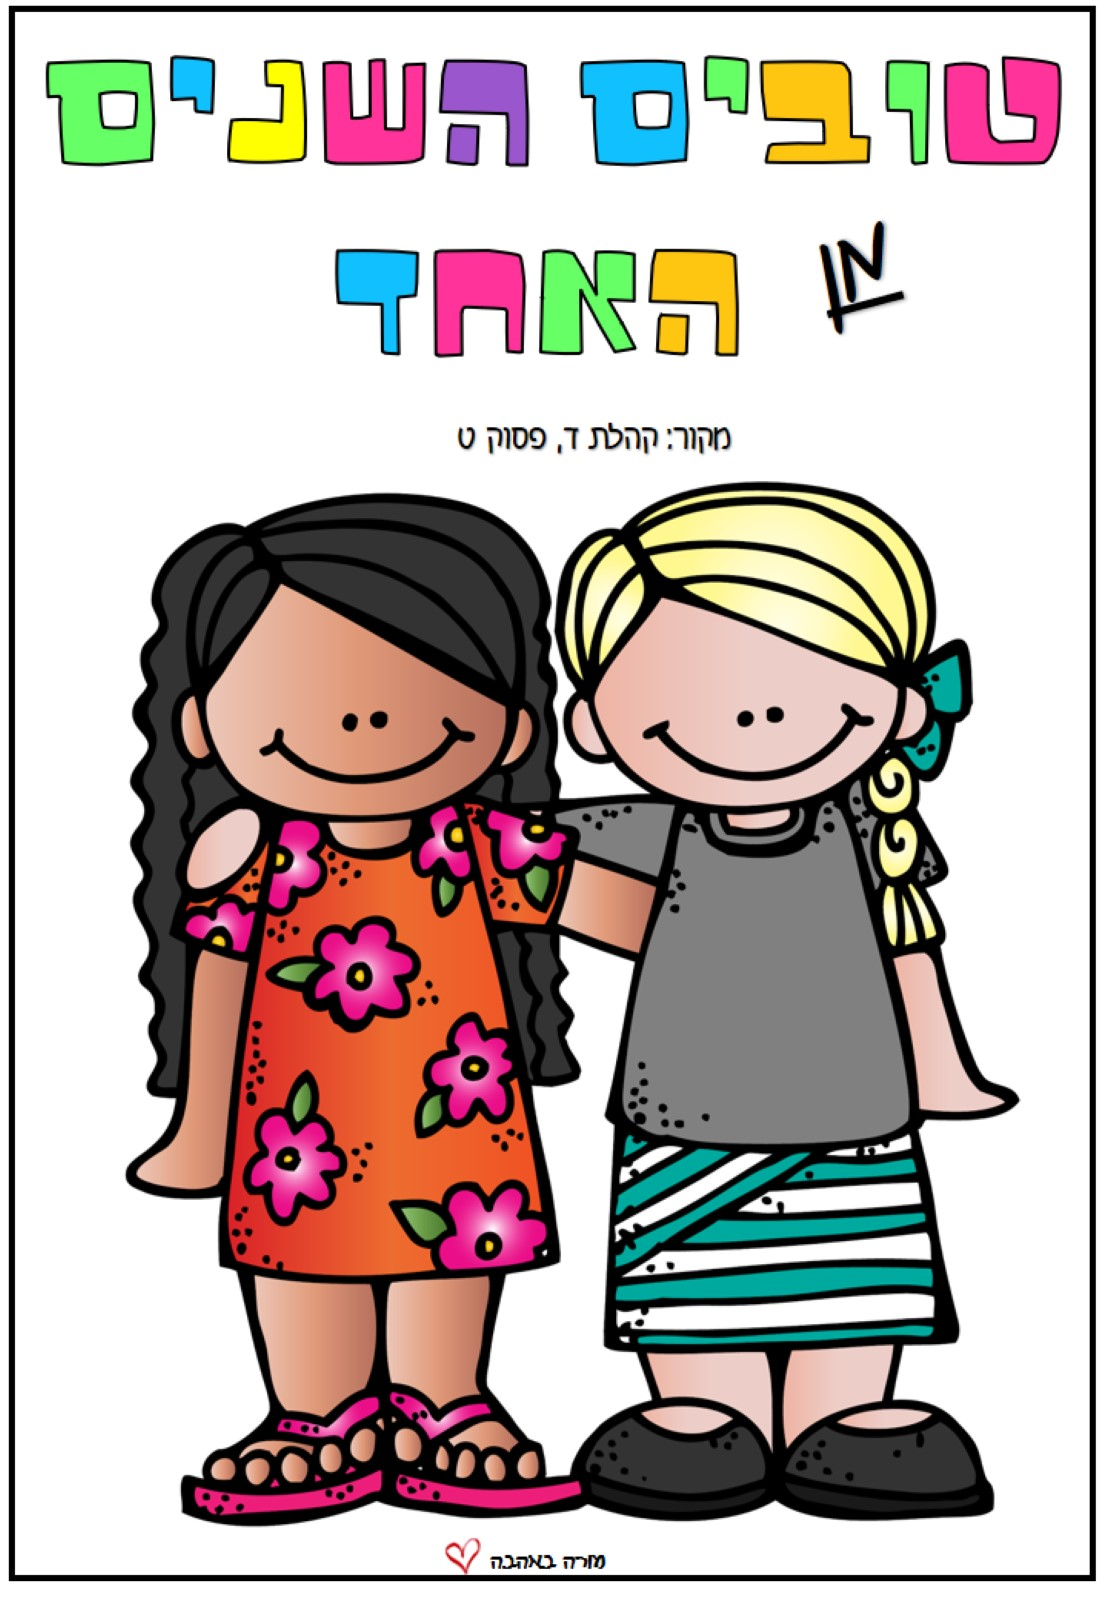 טובים השנים
מן האחד
מקור: קהלת ד, פסוק ט
מורה באהבה